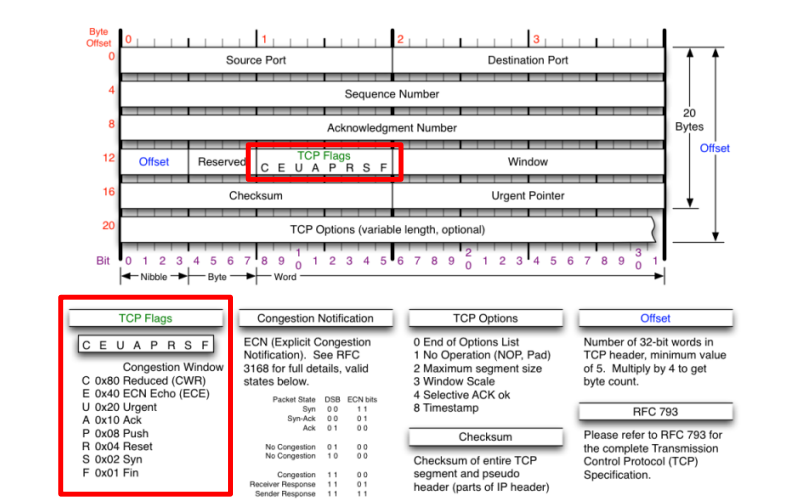 Byte
Offset
0 1 2 3
0 Source Port Destination Port
4 Sequence Number
8 Acknowledgment Number
20
Bytes
12 Offset Reserved TCP Flags
C E U A P R S F
Window
Offset
16 Checksum Urgent Pointer
20 TCP Options (variable length, optional)
Bit 0 1 2 3 4 5 6 7 8 9 1 0 1 2 3 4 5 6 7 8 9 2 0 1 2 3 4 5 6 7 8 9 3 0 1
Nibble Byte Word
TCP Flags
C E U A P R S F
Congestion Window
C 0x80 Reduced (CWR)
E 0x40 ECN Echo (ECE)
U 0x20 Urgent
A 0x10 Ack
P 0x08 Push
R 0x04 Reset
S 0x02 Syn
F 0x01 Fin
Congestion Notification
ECN (Explicit Congestion
Notification). See RFC
3168 for full details, valid
states below.
Packet State DSB ECN bits
Syn 0 0 1 1
Syn-Ack 0 0 0 1
Ack 0 1 0 0
No Congestion 0 1 0 0
No Congestion 1 0 0 0
Congestion 1 1 0 0
Receiver Response 1 1 0 1
Sender Response 1 1 1 1
TCP Options
0 End of Options List
1 No Operation (NOP, Pad)
2 Maximum segment size
3 Window Scale
4 Selective ACK ok
8 Timestamp
Checksum
Checksum of entire TCP
segment and pseudo
header (parts of IP header)
Offset
Number of 32-bit words in
TCP header, minimum value
of 5. Multiply by 4 to get
byte count.
RFC 793
Please refer to RFC 793 for
the complete Transmission
Control Protocol (TCP)
Specification.